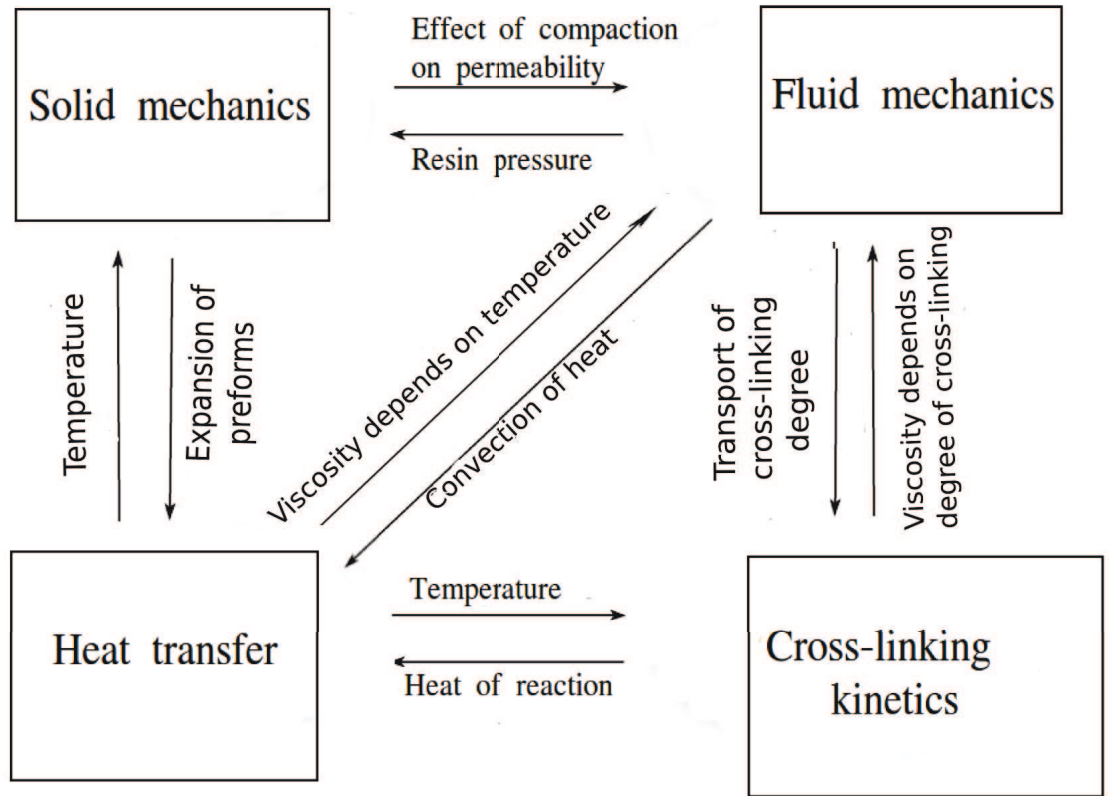 Effect of compaction
on permeability
Solid mechanics
Fluid mechanics
Resin pressure
Temperature
Expansion of
preforms
Viscosity depends on temperature
Convection of heat
Transport of
cross-linking
degree
Viscosity depends on
degree of cross-linking
Temperature
Heat transfer
Heat of reaction
Cross-linking
kinetics